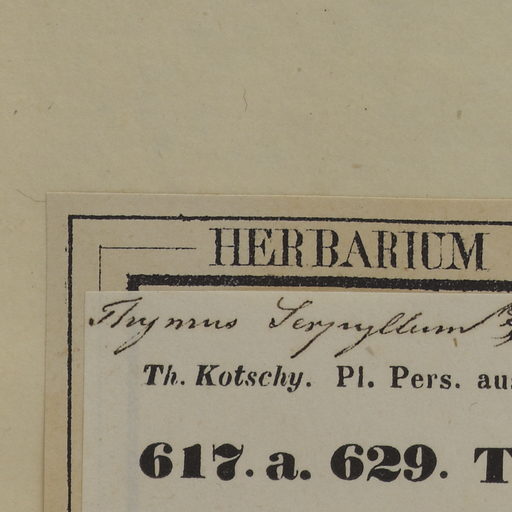 HERBARIUM
Thymus Serpyllum
Th. Kotschy. Pl. Pers. aus
617. a. 629. T